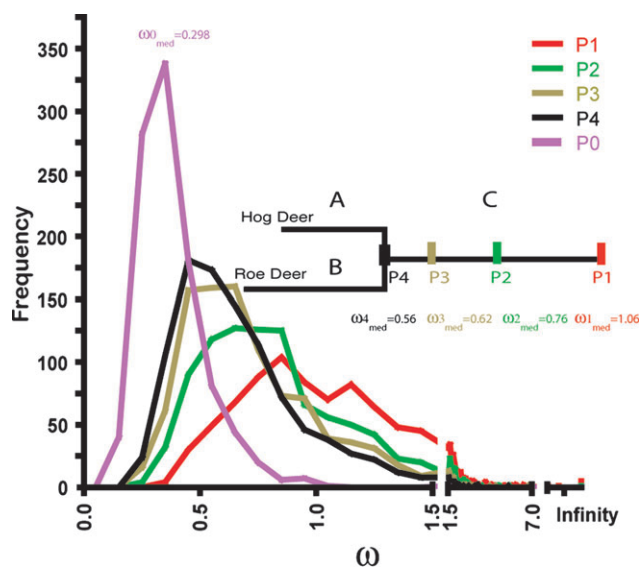 ω0med=0.298
P1
P2
P3
P4
P0
350
300
250
200
150
100
50
0
Frequency
A
C
Hog Deer
Roe Deer
B
P4
P3
P2
P1
ω4med=0.56
ω3med=0.62
ω2med=0.76
ω1med=1.06
0.0
0.5
1.0
1.5
1.5
7.0
Infinity
ω